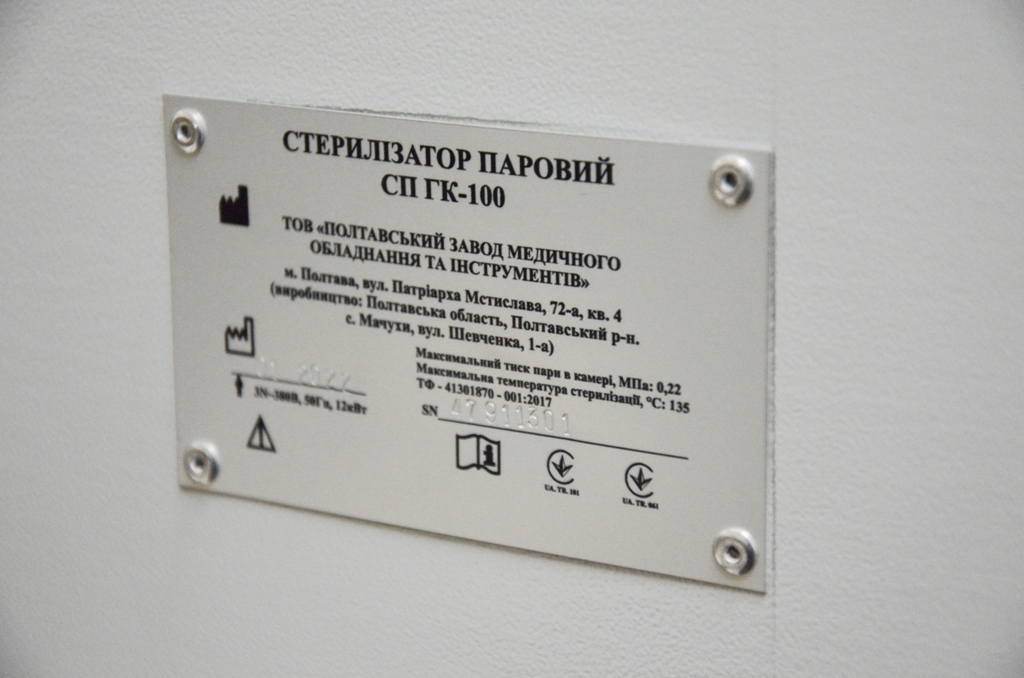 СТЕРИЛІЗАТОР ПАРОВИЙ
СП ГК-100
ТОВ «ПОЛТАВСЬКИЙ ЗАВОД МЕДИЧНОГО
ОБЛАДНАННЯ ТА ІНСТРУМЕНТІВ»
м. Полтава, вул. Патріарха Мстислава, 72-а, кв. 4
(виробництво: Полтавська область, Полтавський р-н.
с. Мачухи, вул. Шевченка, 1-а)
Максимальний тиск пари в камері, МПа: 0,22
Максимальна температура стерилізації, °С: 135
ТФ - 41301870 - 001:2017
2022
3N~380В, 50Гц, 12кВт
SN 47911301
UA. TR. 101
UA. TR. 061